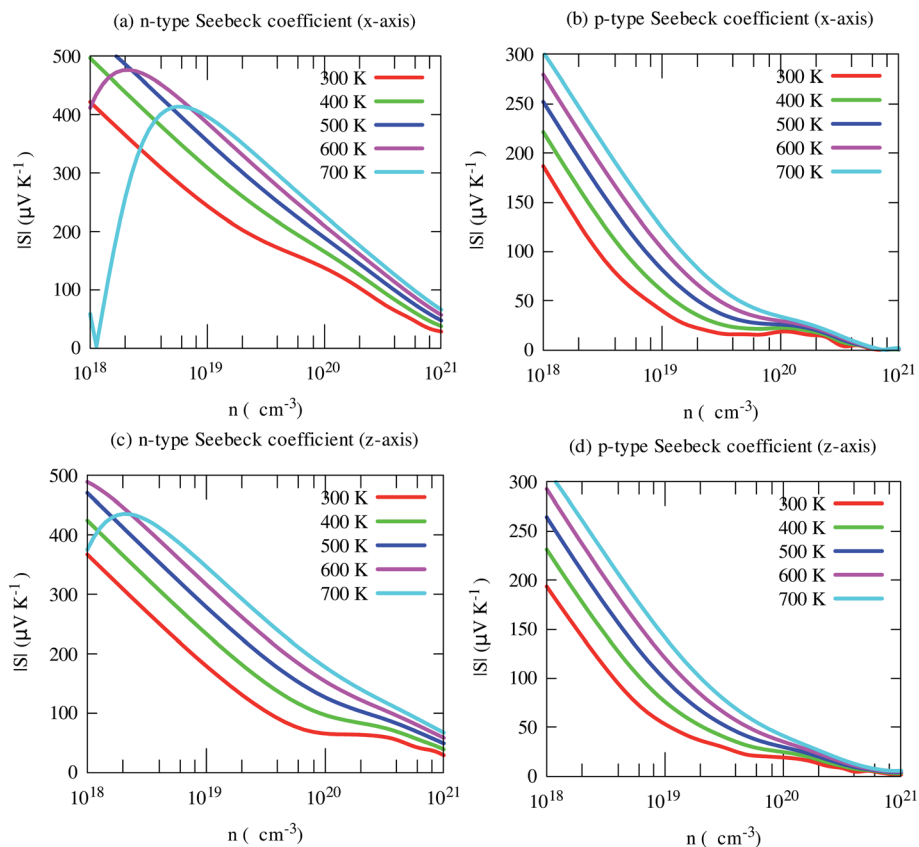 (a) n-type Seebeck coefficient (x-axis)
500
400
300
200
100
0
|S| (μV K⁻¹)
300 K
400 K
500 K
600 K
700 K
10¹⁸
10¹⁹
10²⁰
10²¹
n ( cm⁻³)
(b) p-type Seebeck coefficient (x-axis)
300
250
200
150
100
50
0
|S| (μV K⁻¹)
300 K
400 K
500 K
600 K
700 K
10¹⁸
10¹⁹
10²⁰
10²¹
n ( cm⁻³)
(c) n-type Seebeck coefficient (z-axis)
500
400
300
200
100
0
|S| (μV K⁻¹)
300 K
400 K
500 K
600 K
700 K
10¹⁸
10¹⁹
10²⁰
10²¹
n ( cm⁻³)
(d) p-type Seebeck coefficient (z-axis)
300
250
200
150
100
50
0
|S| (μV K⁻¹)
300 K
400 K
500 K
600 K
700 K
10¹⁸
10¹⁹
10²⁰
10²¹
n ( cm⁻³)